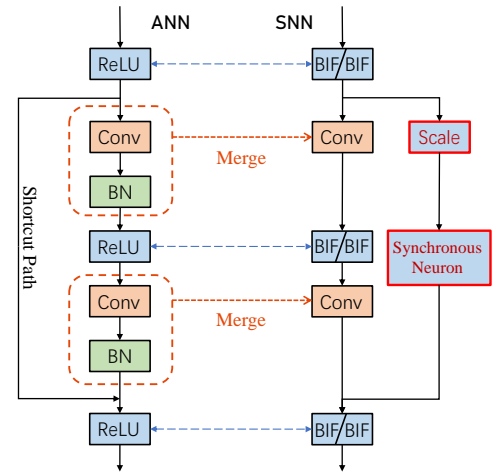 ANN
SNN
ReLU
BIF/BIF
Conv
Merge
Conv
Scale
BN
Shortcut Path
ReLU
BIF/BIF
Synchronous
Neuron
Conv
Merge
Conv
BN
ReLU
BIF/BIF